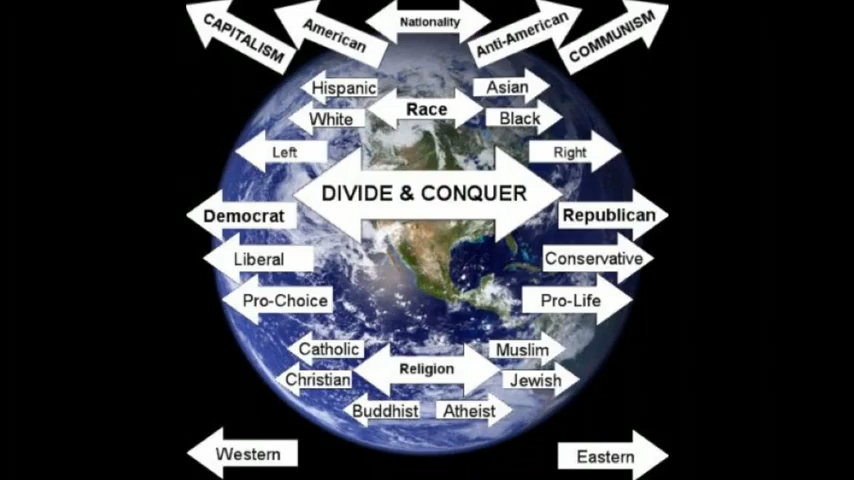 CAPITALISM
American
Nationality
Anti-American
COMMUNISM
Hispanic
Asian
White
Race
Black
Left
Right
DIVIDE & CONQUER
Democrat
Republican
Liberal
Conservative
Pro-Choice
Pro-Life
Catholic
Muslim
Christian
Religion
Jewish
Buddhist
Atheist
Western
Eastern